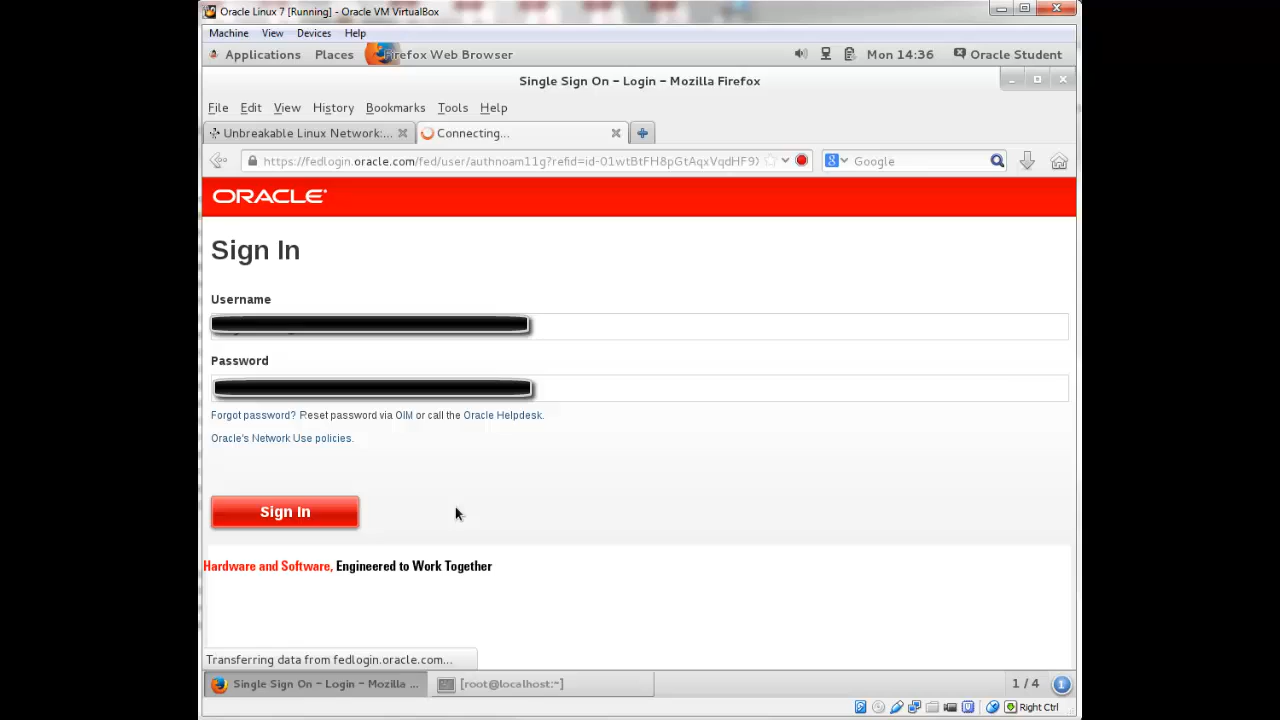 Oracle Linux 7 [Running] - Oracle VM VirtualBox
Machine View Devices Help
Applications Places Firefox Web Browser Mon 14:36 Oracle Student
Single Sign On - Login - Mozilla Firefox
File Edit View History Bookmarks Tools Help
Unbreakable Linux Network:... Connecting...
https://fedlogin.oracle.com/fed/user/authnoam11g?refid=id-01wtBtFH8pGtAqxVqdHF9X Google
ORACLE®
Sign In
Username
Password
Forgot password? Reset password via OIM or call the Oracle Helpdesk.
Oracle's Network Use policies.
Sign In
Hardware and Software, Engineered to Work Together
Transferring data from fedlogin.oracle.com...
Single Sign On - Login - Mozilla ... [root@localhost:~] 1 / 4 1
Right Ctrl